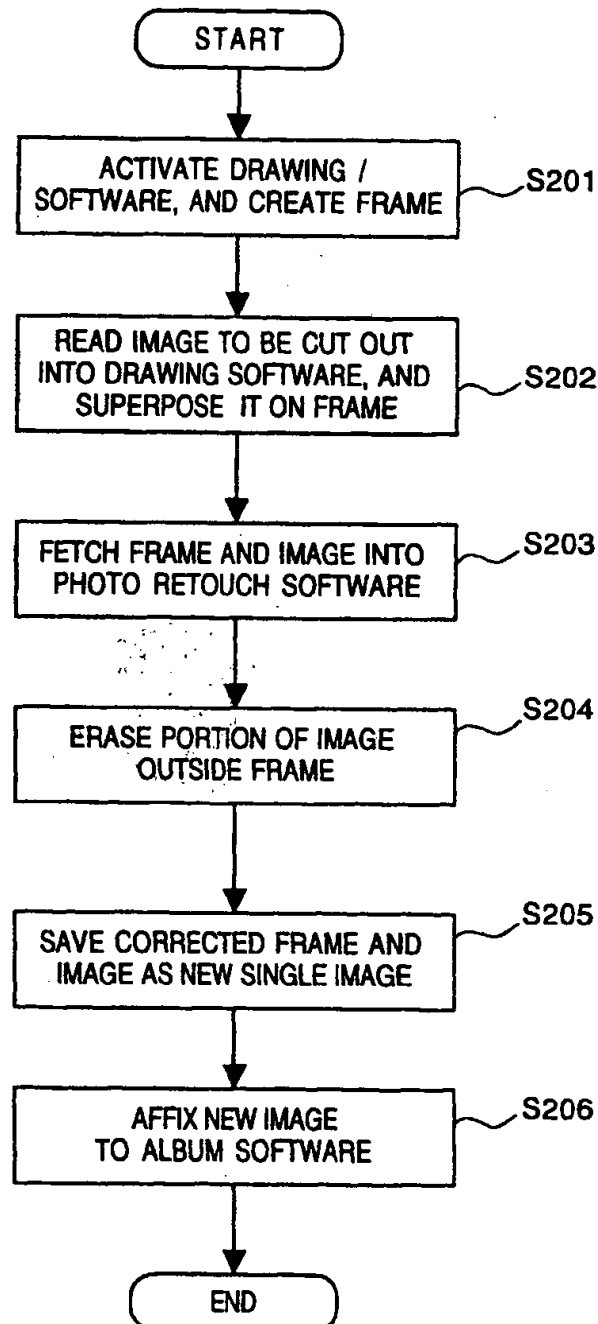 START
ACTIVATE DRAWING /
SOFTWARE, AND CREATE FRAME
S201
READ IMAGE TO BE CUT OUT
INTO DRAWING SOFTWARE, AND
SUPERPOSE IT ON FRAME
S202
FETCH FRAME AND IMAGE INTO
PHOTO RETOUCH SOFTWARE
S203
ERASE PORTION OF IMAGE
OUTSIDE FRAME
S204
SAVE CORRECTED FRAME AND
IMAGE AS NEW SINGLE IMAGE
S205
AFFIX NEW IMAGE
TO ALBUM SOFTWARE
S206
END